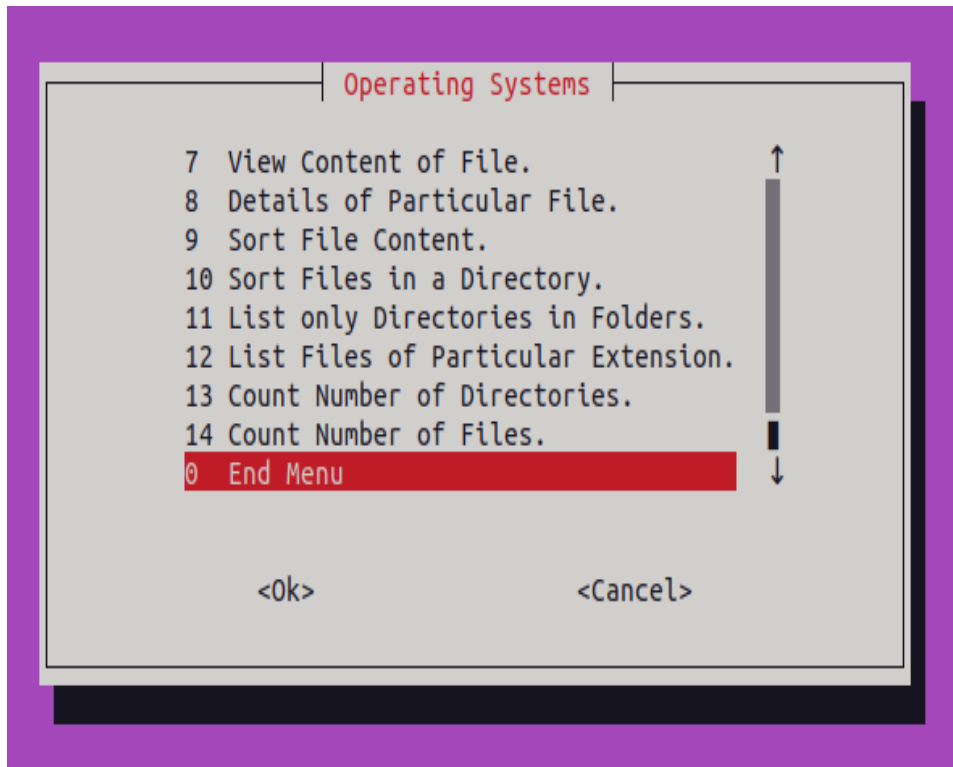 Operating Systems
7 View Content of File.
8 Details of Particular File.
9 Sort File Content.
10 Sort Files in a Directory.
11 List only Directories in Folders.
12 List Files of Particular Extension.
13 Count Number of Directories.
14 Count Number of Files.
0 End Menu
<Ok> <Cancel>